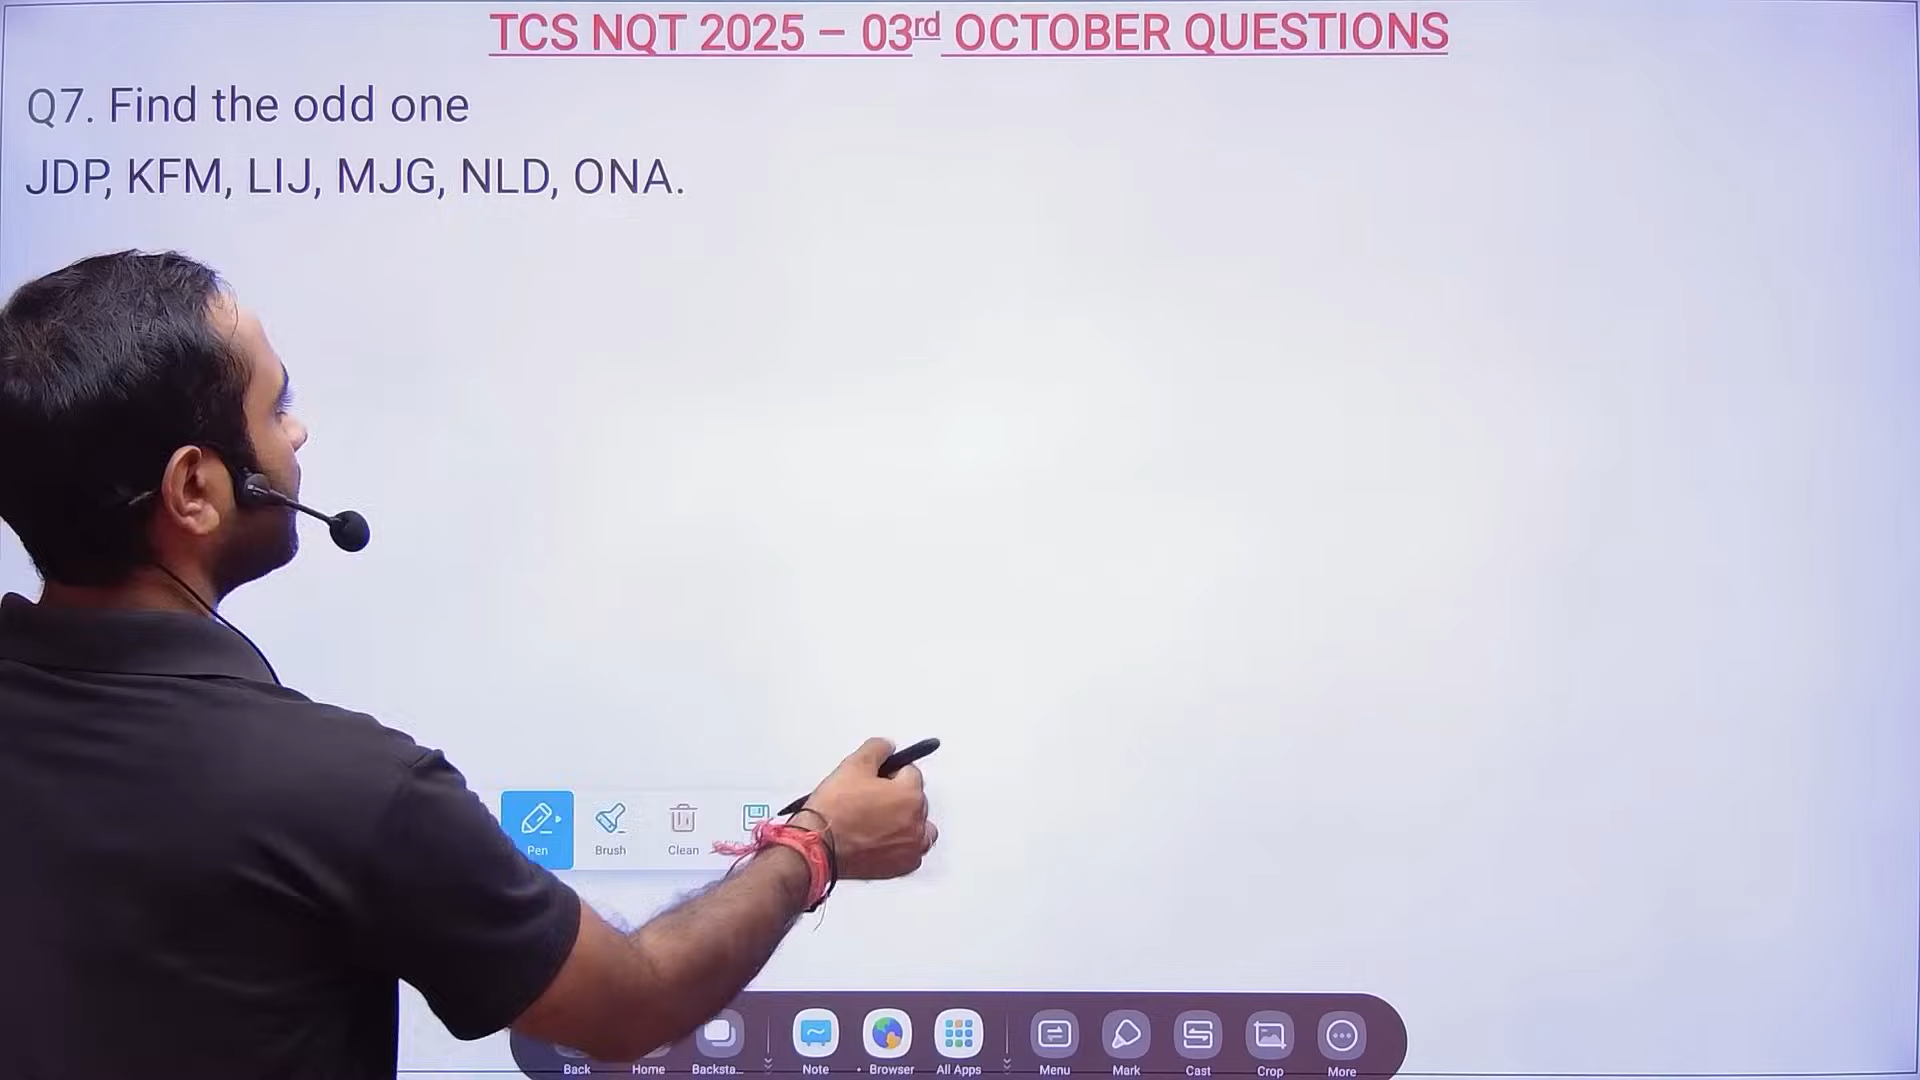 TCS NQT 2025 – 03rd OCTOBER QUESTIONS
Q7. Find the odd one
JDP, KFM, LIJ, MJG, NLD, ONA.
Pen
Brush
Clean
Back
Home
Backsta...
Note
Browser
All Apps
Menu
Mark
Cast
Crop
More